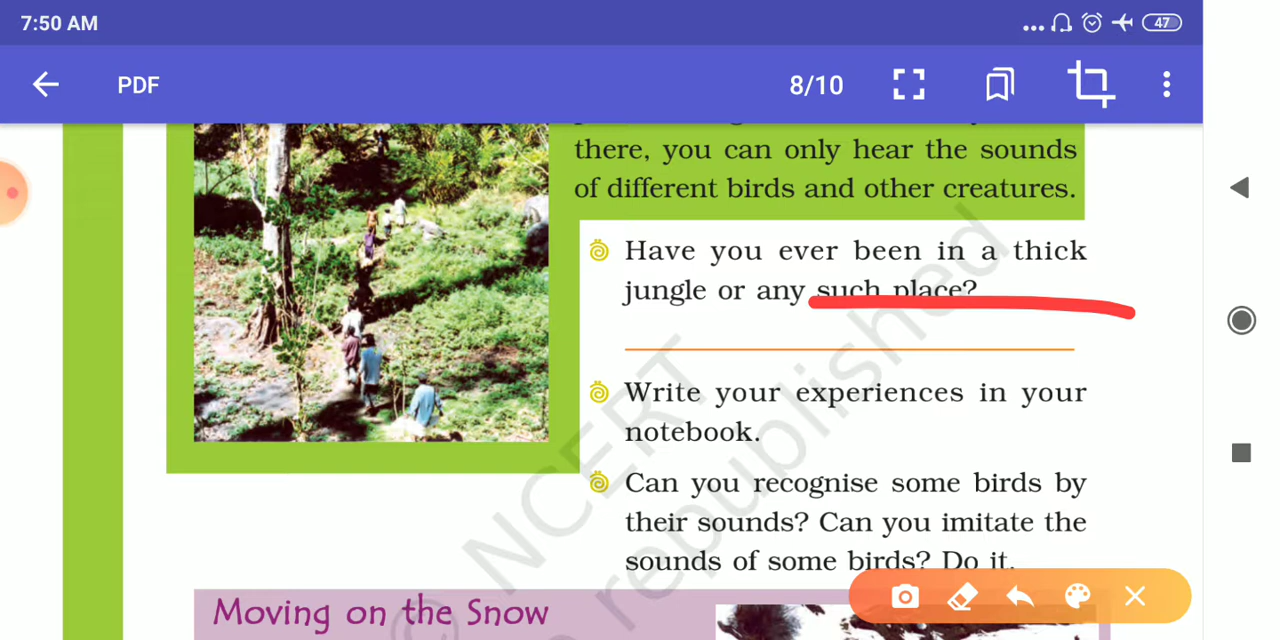 7:50 AM
47
PDF
8/10
there, you can only hear the sounds
of different birds and other creatures.
Have you ever been in a thick
jungle or any such place?
Write your experiences in your
notebook.
Can you recognise some birds by
their sounds? Can you imitate the
sounds of some birds? Do it.
Moving on the Snow
© NCERT
republished